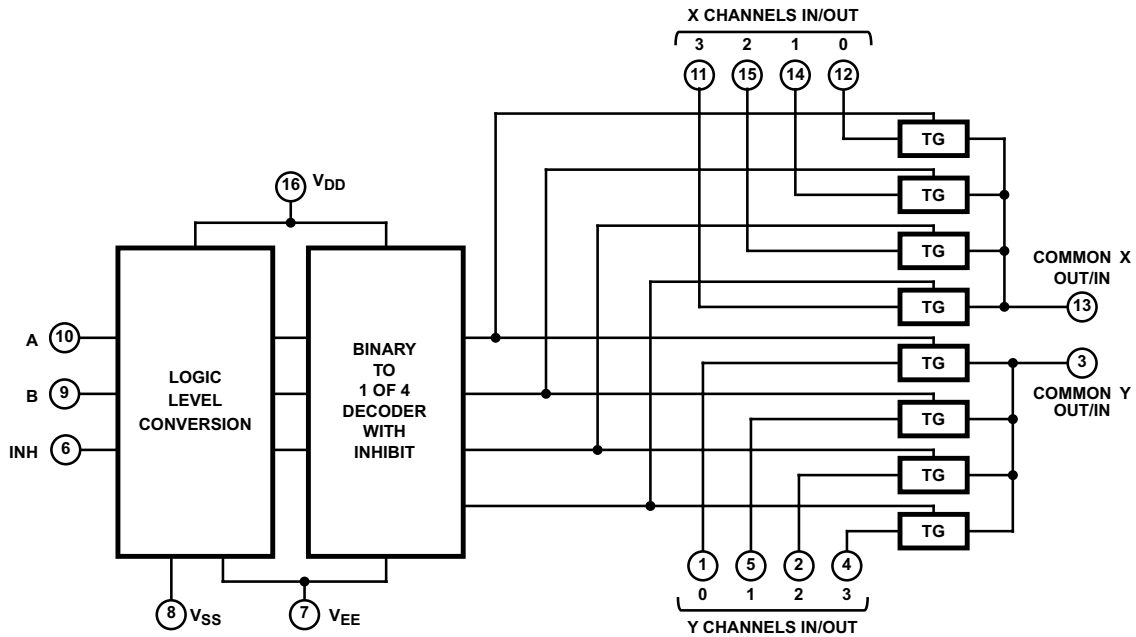 X CHANNELS IN/OUT
3 2 1 0
11 15 14 12
TG
TG
TG
TG
16 VDD
COMMON X
OUT/IN
13
A 10
B 9
INH 6
LOGIC
LEVEL
CONVERSION
BINARY
TO
1 OF 4
DECODER
WITH
INHIBIT
TG
TG
TG
TG
3
COMMON Y
OUT/IN
8 VSS
7 VEE
1 5 2 4
0 1 2 3
Y CHANNELS IN/OUT